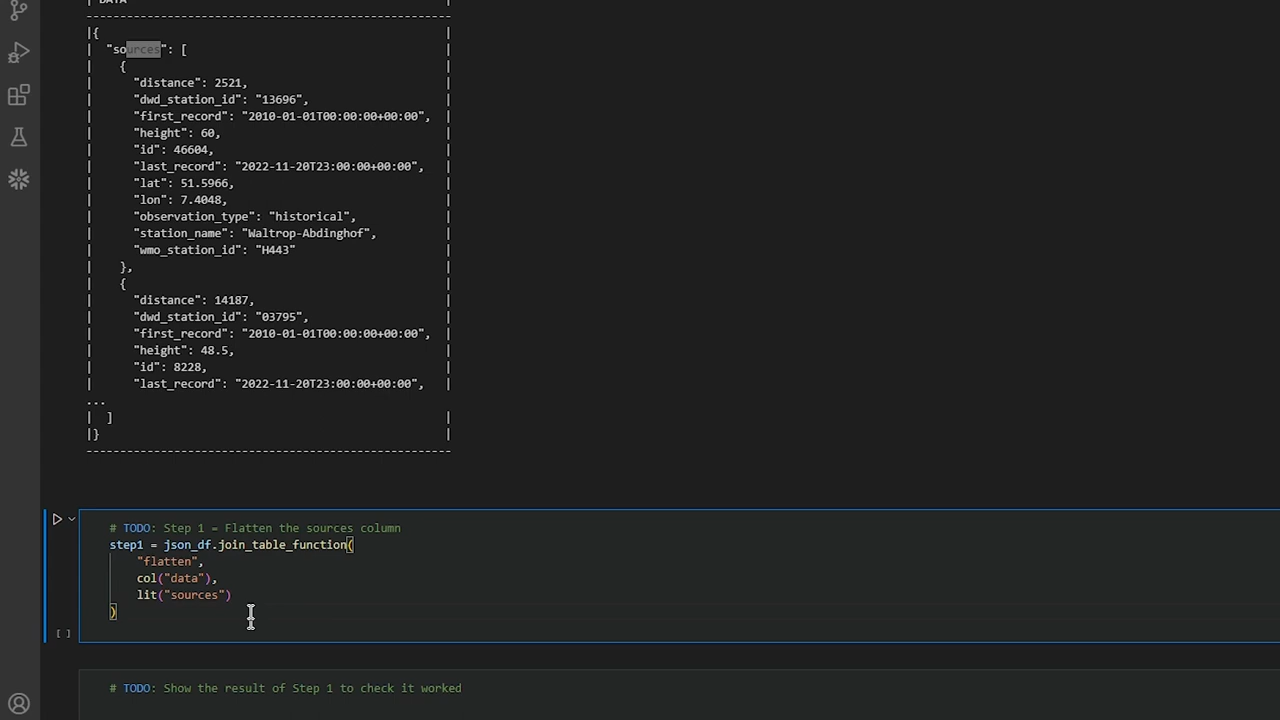 | DATA |
------------------------------------------------------
|{ |
| "sources": [ |
| { |
| "distance": 2521, |
| "dwd_station_id": "13696", |
| "first_record": "2010-01-01T00:00:00+00:00", |
| "height": 60, |
| "id": 46604, |
| "last_record": "2022-11-20T23:00:00+00:00", |
| "lat": 51.5966, |
| "lon": 7.4048, |
| "observation_type": "historical", |
| "station_name": "Waltrop-Abdinghof", |
| "wmo_station_id": "H443" |
| }, |
| { |
| "distance": 14187, |
| "dwd_station_id": "03795", |
| "first_record": "2010-01-01T00:00:00+00:00", |
| "height": 48.5, |
| "id": 8228, |
| "last_record": "2022-11-20T23:00:00+00:00", |
...
| ] |
|} |
------------------------------------------------------
# TODO: Step 1 = Flatten the sources column
step1 = json_df.join_table_function(
"flatten",
col("data"),
lit("sources")
)
[ ]
# TODO: Show the result of Step 1 to check it worked